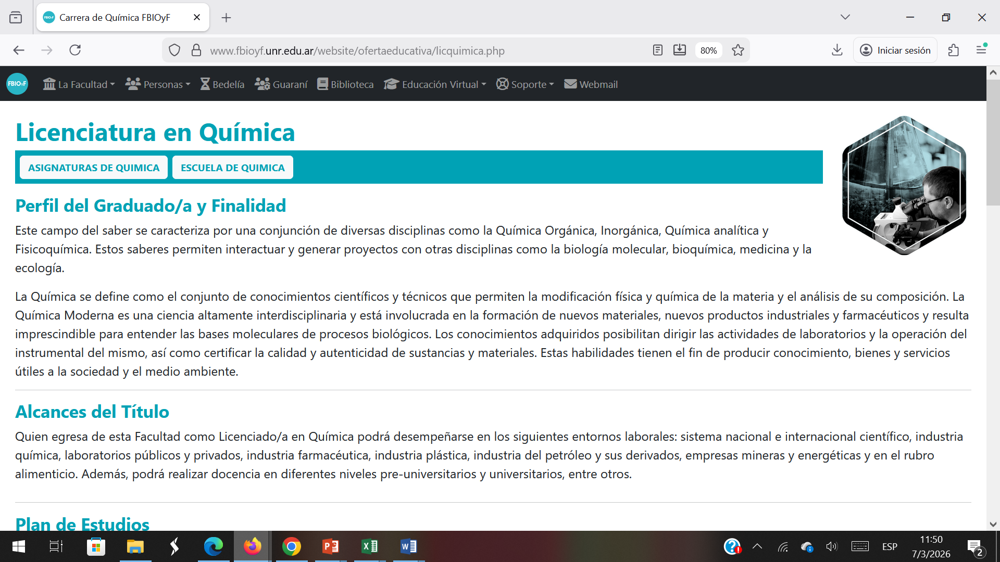 Carrera de Química FBIOyF
www.fbioyf.unr.edu.ar/website/ofertaeducativa/licquimica.php
80%
Iniciar sesión
FBIOyF
La Facultad
Personas
Bedelía
Guaraní
Biblioteca
Educación Virtual
Soporte
Webmail
Licenciatura en Química
ASIGNATURAS DE QUIMICA
ESCUELA DE QUIMICA
Perfil del Graduado/a y Finalidad
Este campo del saber se caracteriza por una conjunción de diversas disciplinas como la Química Orgánica, Inorgánica, Química analítica y
Fisicoquímica. Estos saberes permiten interactuar y generar proyectos con otras disciplinas como la biología molecular, bioquímica, medicina y la
ecología.
La Química se define como el conjunto de conocimientos científicos y técnicos que permiten la modificación física y química de la materia y el análisis de su composición. La
Química Moderna es una ciencia altamente interdisciplinaria y está involucrada en la formación de nuevos materiales, nuevos productos industriales y farmacéuticos y resulta
imprescindible para entender las bases moleculares de procesos biológicos. Los conocimientos adquiridos posibilitan dirigir las actividades de laboratorios y la operación del
instrumental del mismo, así como certificar la calidad y autenticidad de sustancias y materiales. Estas habilidades tienen el fin de producir conocimiento, bienes y servicios
útiles a la sociedad y el medio ambiente.
Alcances del Título
Quien egresa de esta Facultad como Licenciado/a en Química podrá desempeñarse en los siguientes entornos laborales: sistema nacional e internacional científico, industria
química, laboratorios públicos y privados, industria farmacéutica, industria plástica, industria del petróleo y sus derivados, empresas mineras y energéticas y en el rubro
alimenticio. Además, podrá realizar docencia en diferentes niveles pre-universitarios y universitarios, entre otros.
Plan de Estudios
ESP
11:50
7/3/2026
2